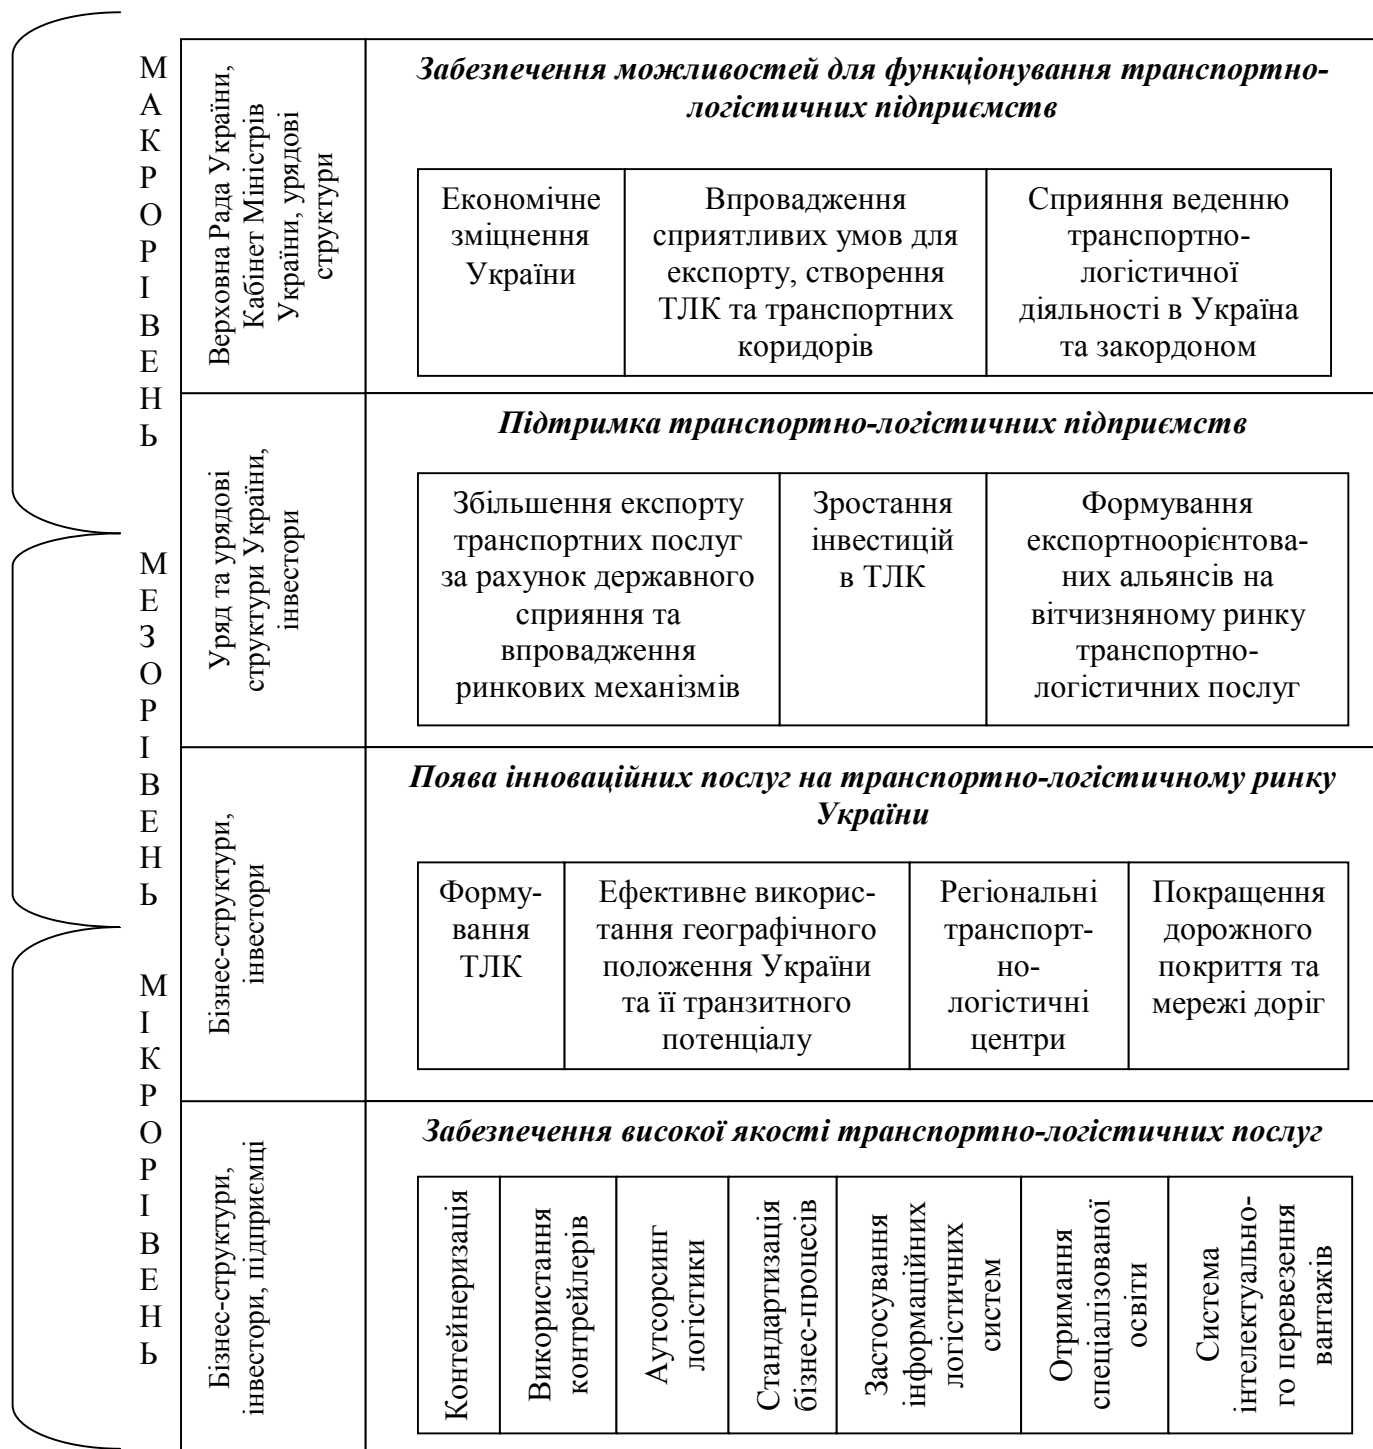 МАКРОРІВЕНЬ
Верховна Рада України,
Кабінет Міністрів
України, урядові
структури
Забезпечення можливостей для функціонування транспортно-
логістичних підприємств
Економічне
зміцнення
України
Впровадження
сприятливих умов для
експорту, створення
ТЛК та транспортних
коридорів
Сприяння веденню
транспортно-
логістичної
діяльності в Україна
та закордоном
МЕЗОРІВЕНЬ
Уряд та урядові
структури України,
інвестори
Підтримка транспортно-логістичних підприємств
Збільшення експорту
транспортних послуг
за рахунок державного
сприяння та
впровадження
ринкових механізмів
Зростання
інвестицій
в ТЛК
Формування
експортноорієнтова-
них альянсів на
вітчизняному ринку
транспортно-
логістичних послуг
Бізнес-структури,
інвестори
Поява інноваційних послуг на транспортно-логістичному ринку
України
Форму-
вання
ТЛК
Ефективне викорис-
тання географічного
положення України
та її транзитного
потенціалу
Регіональні
транспорт-
но-
логістичні
центри
Покращення
дорожного
покриття та
мережі доріг
МІКРОРІВЕНЬ
Бізнес-структури,
інвестори, підприємці
Забезпечення високої якості транспортно-логістичних послуг
Контейнеризація
Використання
контрейлерів
Аутсорсинг
логістики
Стандартизація
бізнес-процесів
Застосування
інформаційних
логістичних
систем
Отримання
спеціалізованої
освіти
Система
інтелектуально-
го перевезення
вантажів